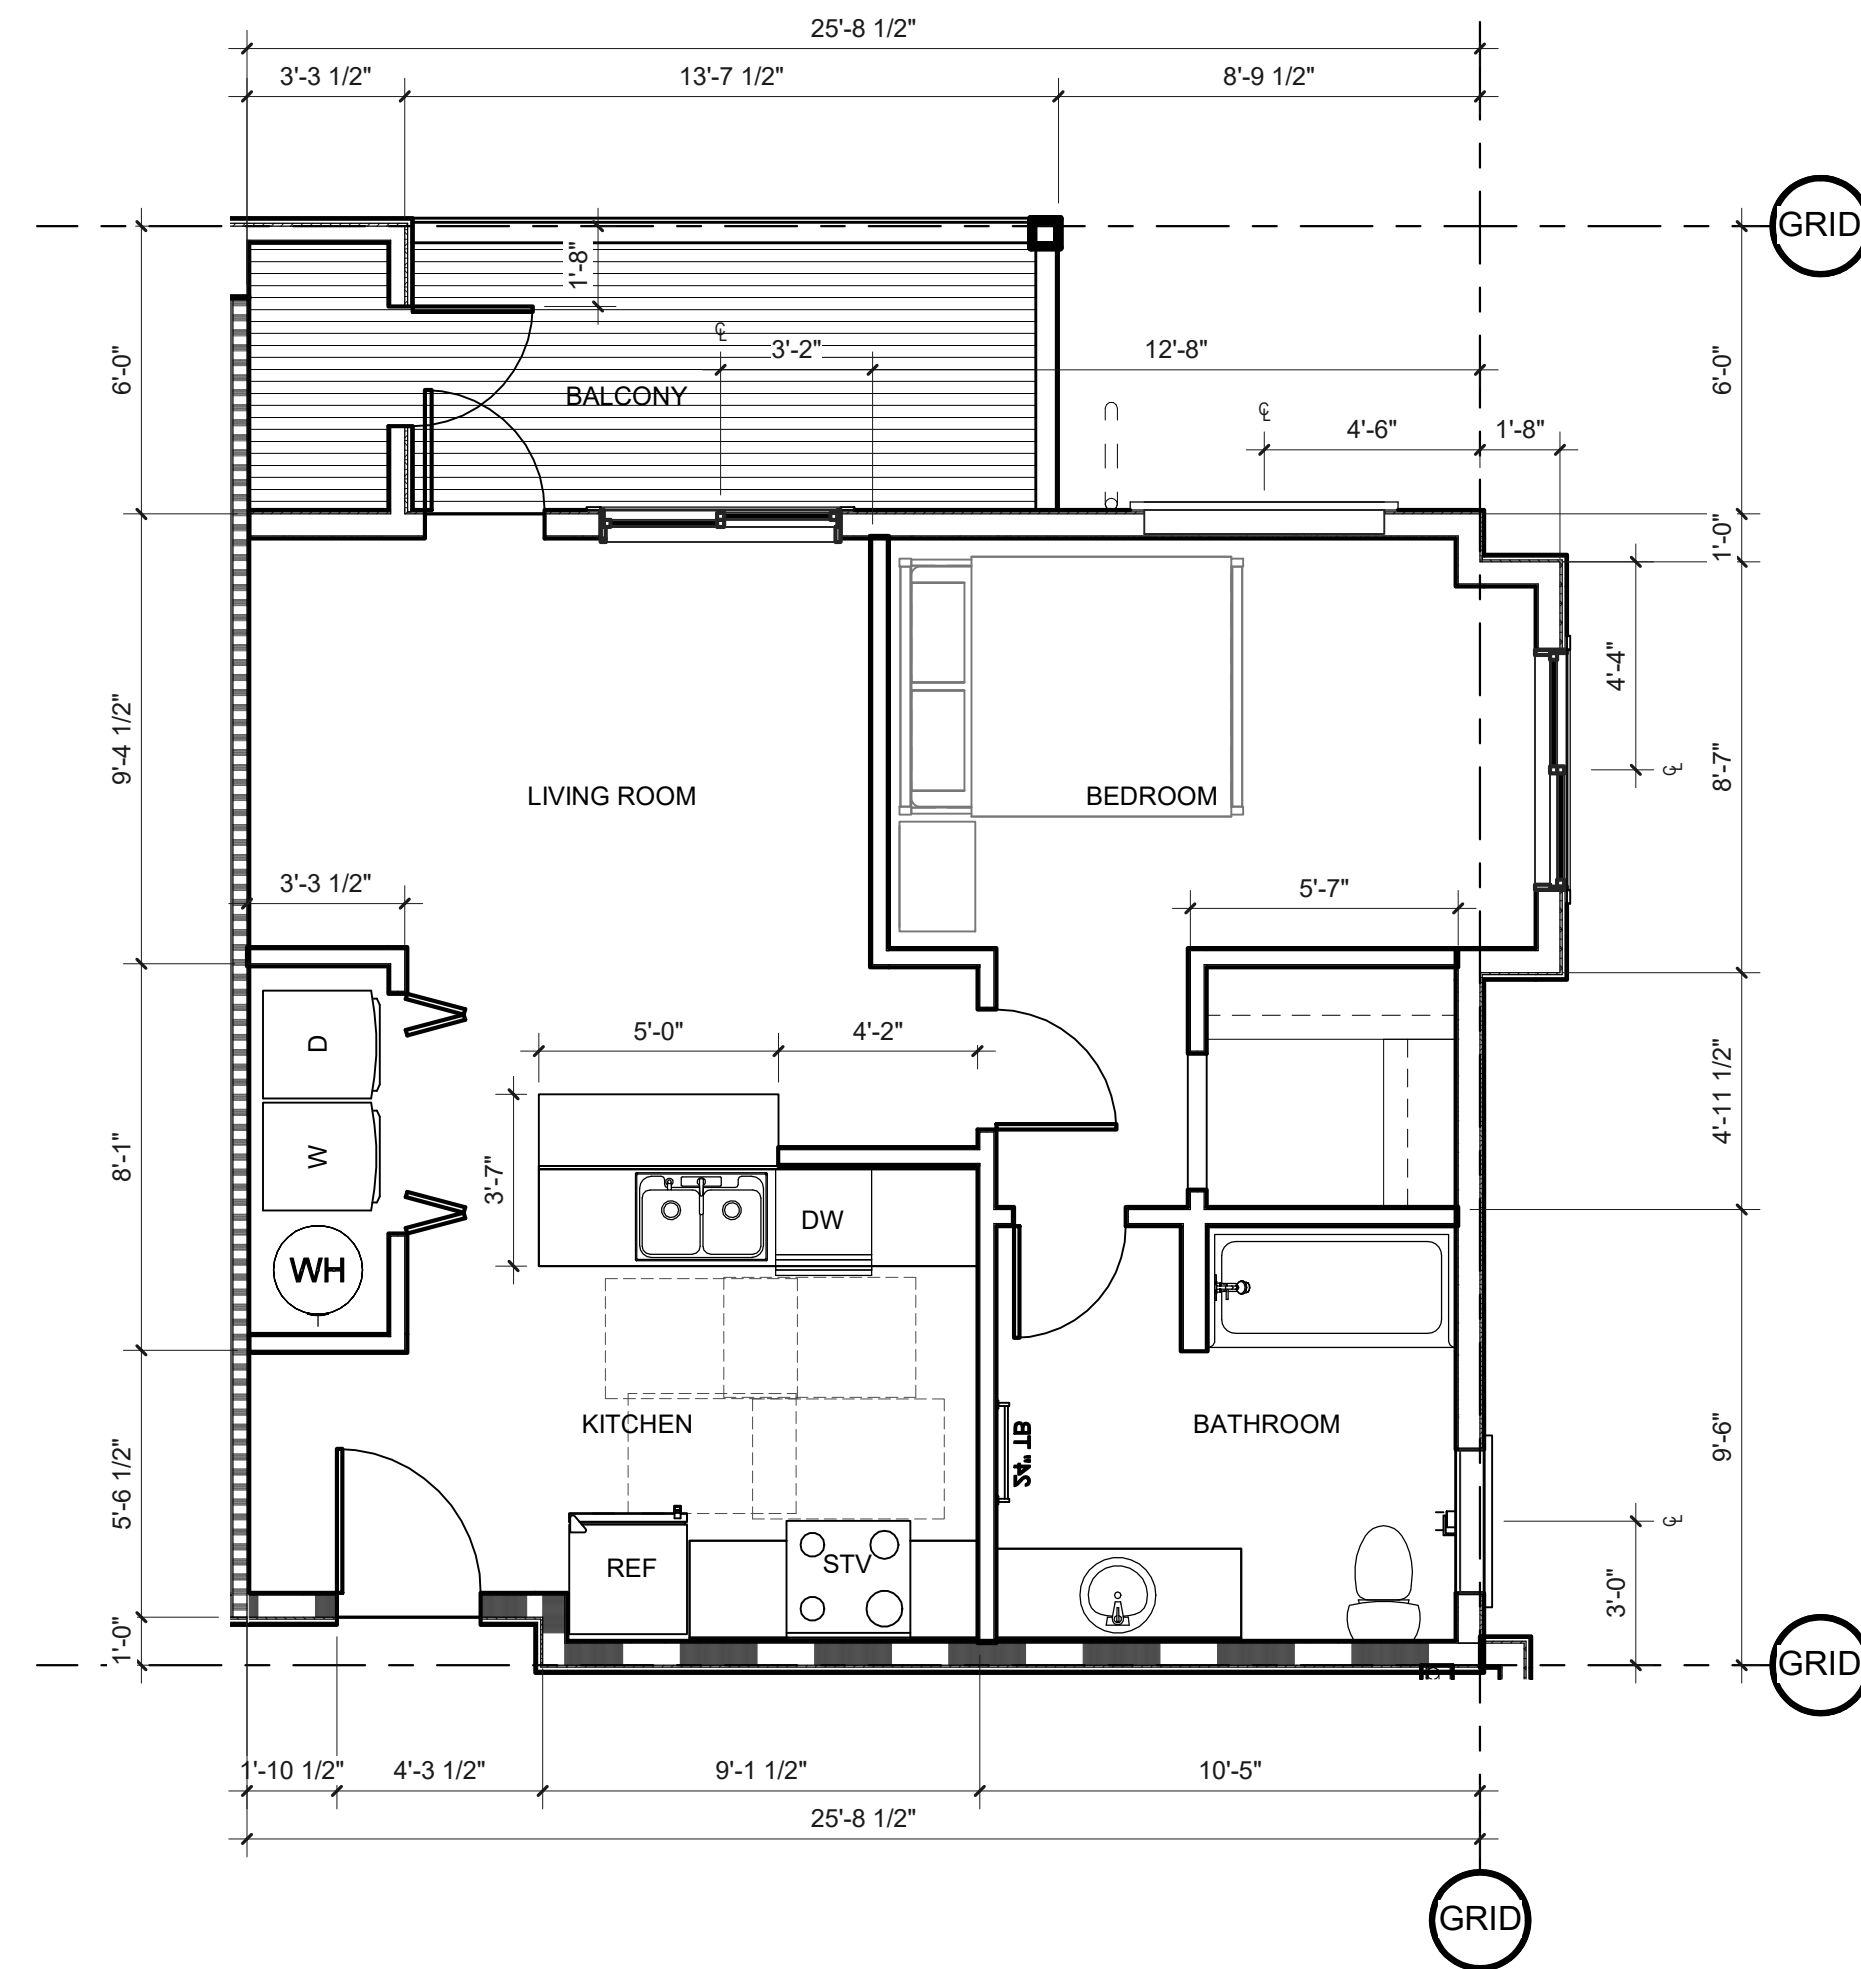 25'-8 1/2"
3'-3 1/2"
13'-7 1/2"
8'-9 1/2"
GRID
1'-8"
6'-0"
℄
3'-2"
12'-8"
6'-0"
BALCONY
℄
4'-6"
1'-8"
1'-0"
4'-4"
9'-4 1/2"
℄
8'-7"
LIVING ROOM
BEDROOM
3'-3 1/2"
5'-7"
5'-0"
4'-2"
D
4'-11 1/2"
8'-1"
W
3'-7"
DW
WH
KITCHEN
24" TB
BATHROOM
9'-6"
5'-6 1/2"
℄
REF
STV
3'-0"
1'-0"
GRID
1'-10 1/2"
4'-3 1/2"
9'-1 1/2"
10'-5"
25'-8 1/2"
GRID